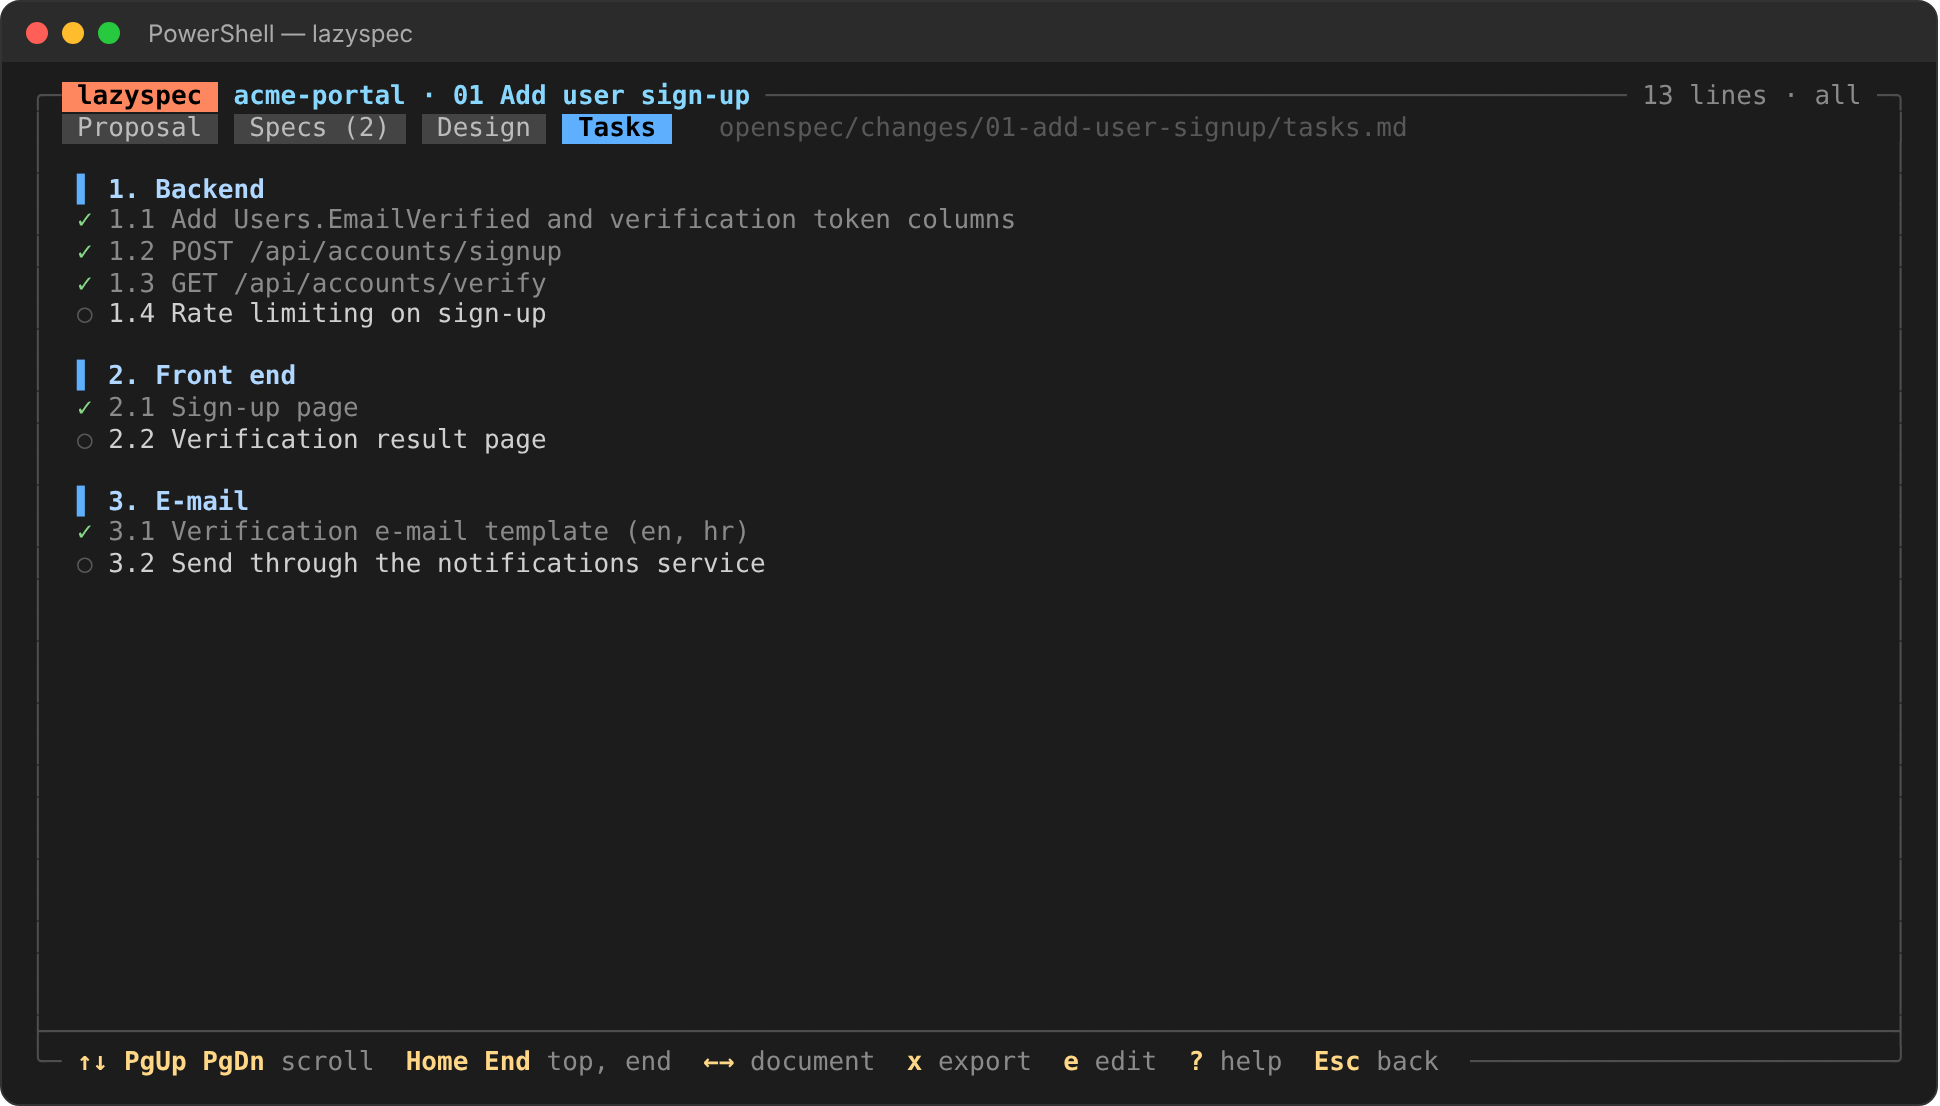 PowerShell — lazyspec
lazyspec acme-portal · 01 Add user sign-up 13 lines · all
Proposal Specs (2) Design Tasks openspec/changes/01-add-user-signup/tasks.md
1. Backend
✓ 1.1 Add Users.EmailVerified and verification token columns
✓ 1.2 POST /api/accounts/signup
✓ 1.3 GET /api/accounts/verify
○ 1.4 Rate limiting on sign-up
2. Front end
✓ 2.1 Sign-up page
○ 2.2 Verification result page
3. E-mail
✓ 3.1 Verification e-mail template (en, hr)
○ 3.2 Send through the notifications service
↑↓ PgUp PgDn scroll Home End top, end ←→ document x export e edit ? help Esc back